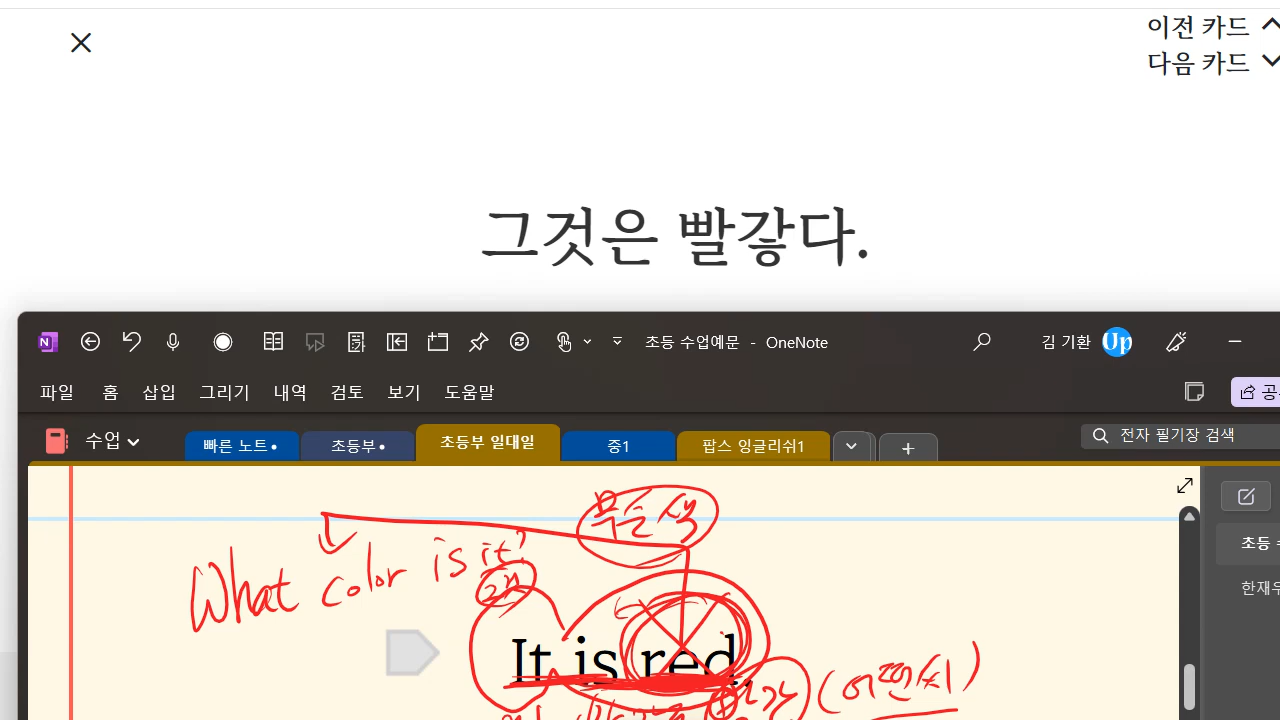 이전 카드
다음 카드
그것은 빨갛다.
초등 수업예문 - OneNote
김 기환
Up
파일 홈 삽입 그리기 내역 검토 보기 도움말
수업
빠른 노트
초등부
초등부 일대일
중1
팝스 잉글리쉬1
전자 필기장 검색
초등
한재우
무슨 색
What color is it?
It is red.